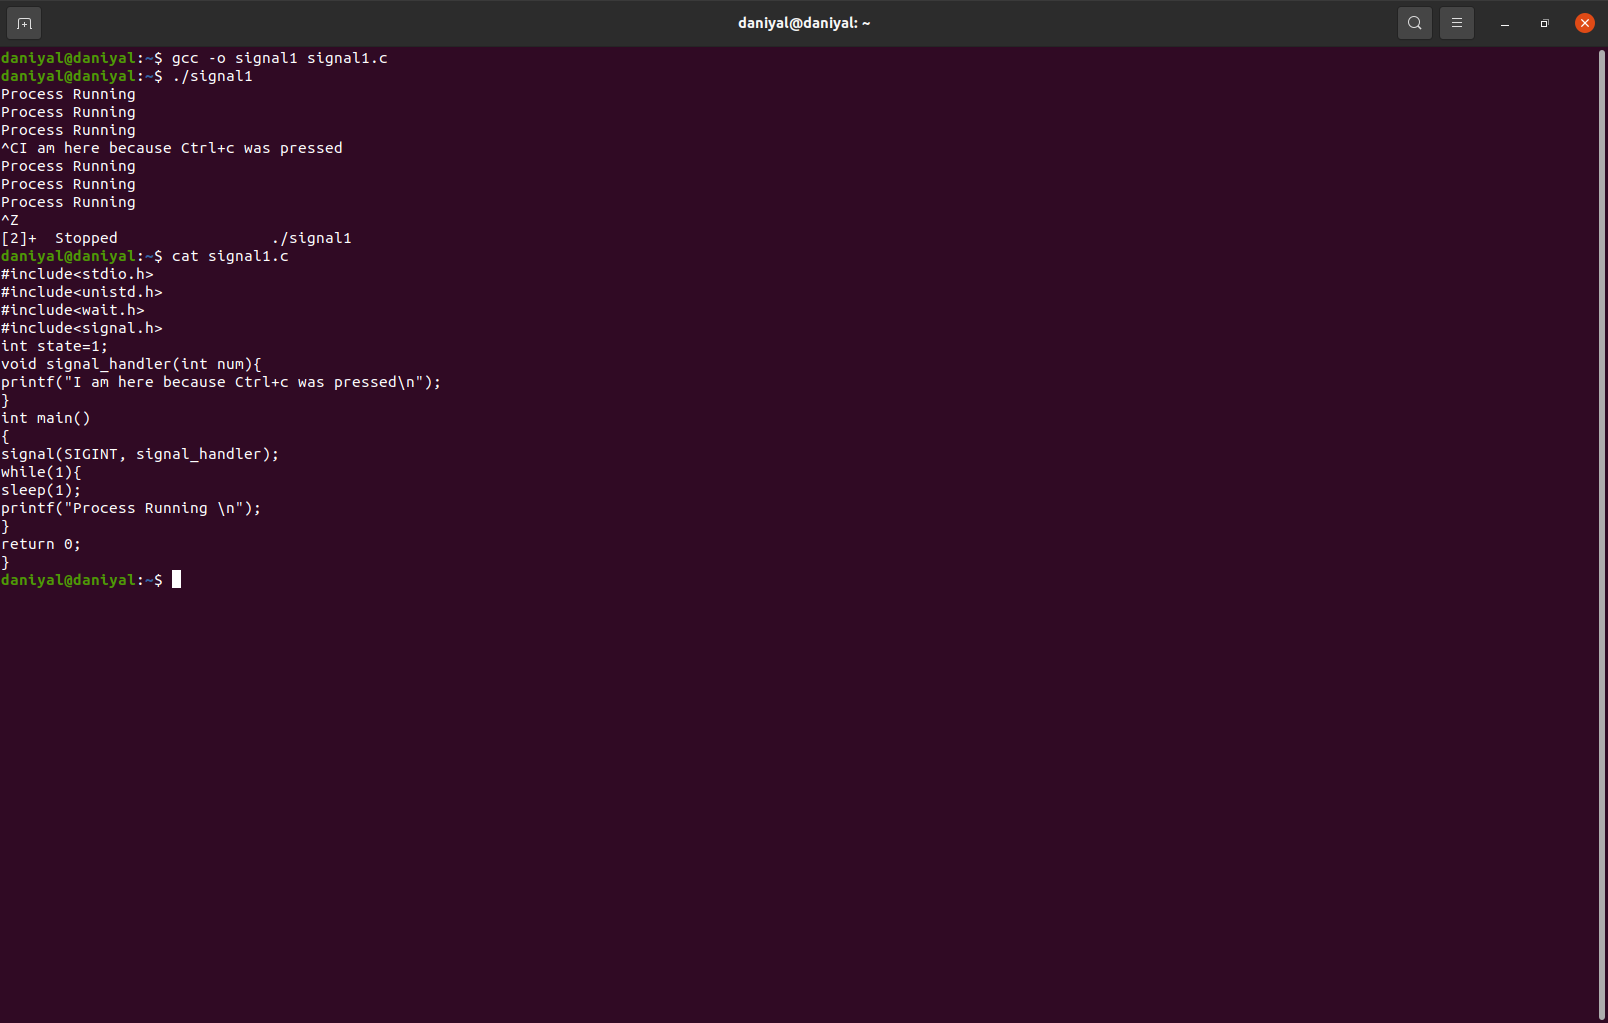 daniyal@daniyal: ~
daniyal@daniyal:~$ gcc -o signal1 signal1.c
daniyal@daniyal:~$ ./signal1
Process Running
Process Running
Process Running
^CI am here because Ctrl+c was pressed
Process Running
Process Running
Process Running
^Z
[2]+  Stopped                 ./signal1
daniyal@daniyal:~$ cat signal1.c
#include<stdio.h>
#include<unistd.h>
#include<wait.h>
#include<signal.h>
int state=1;
void signal_handler(int num){
printf("I am here because Ctrl+c was pressed\n");
}
int main()
{
signal(SIGINT, signal_handler);
while(1){
sleep(1);
printf("Process Running \n");
}
return 0;
}
daniyal@daniyal:~$